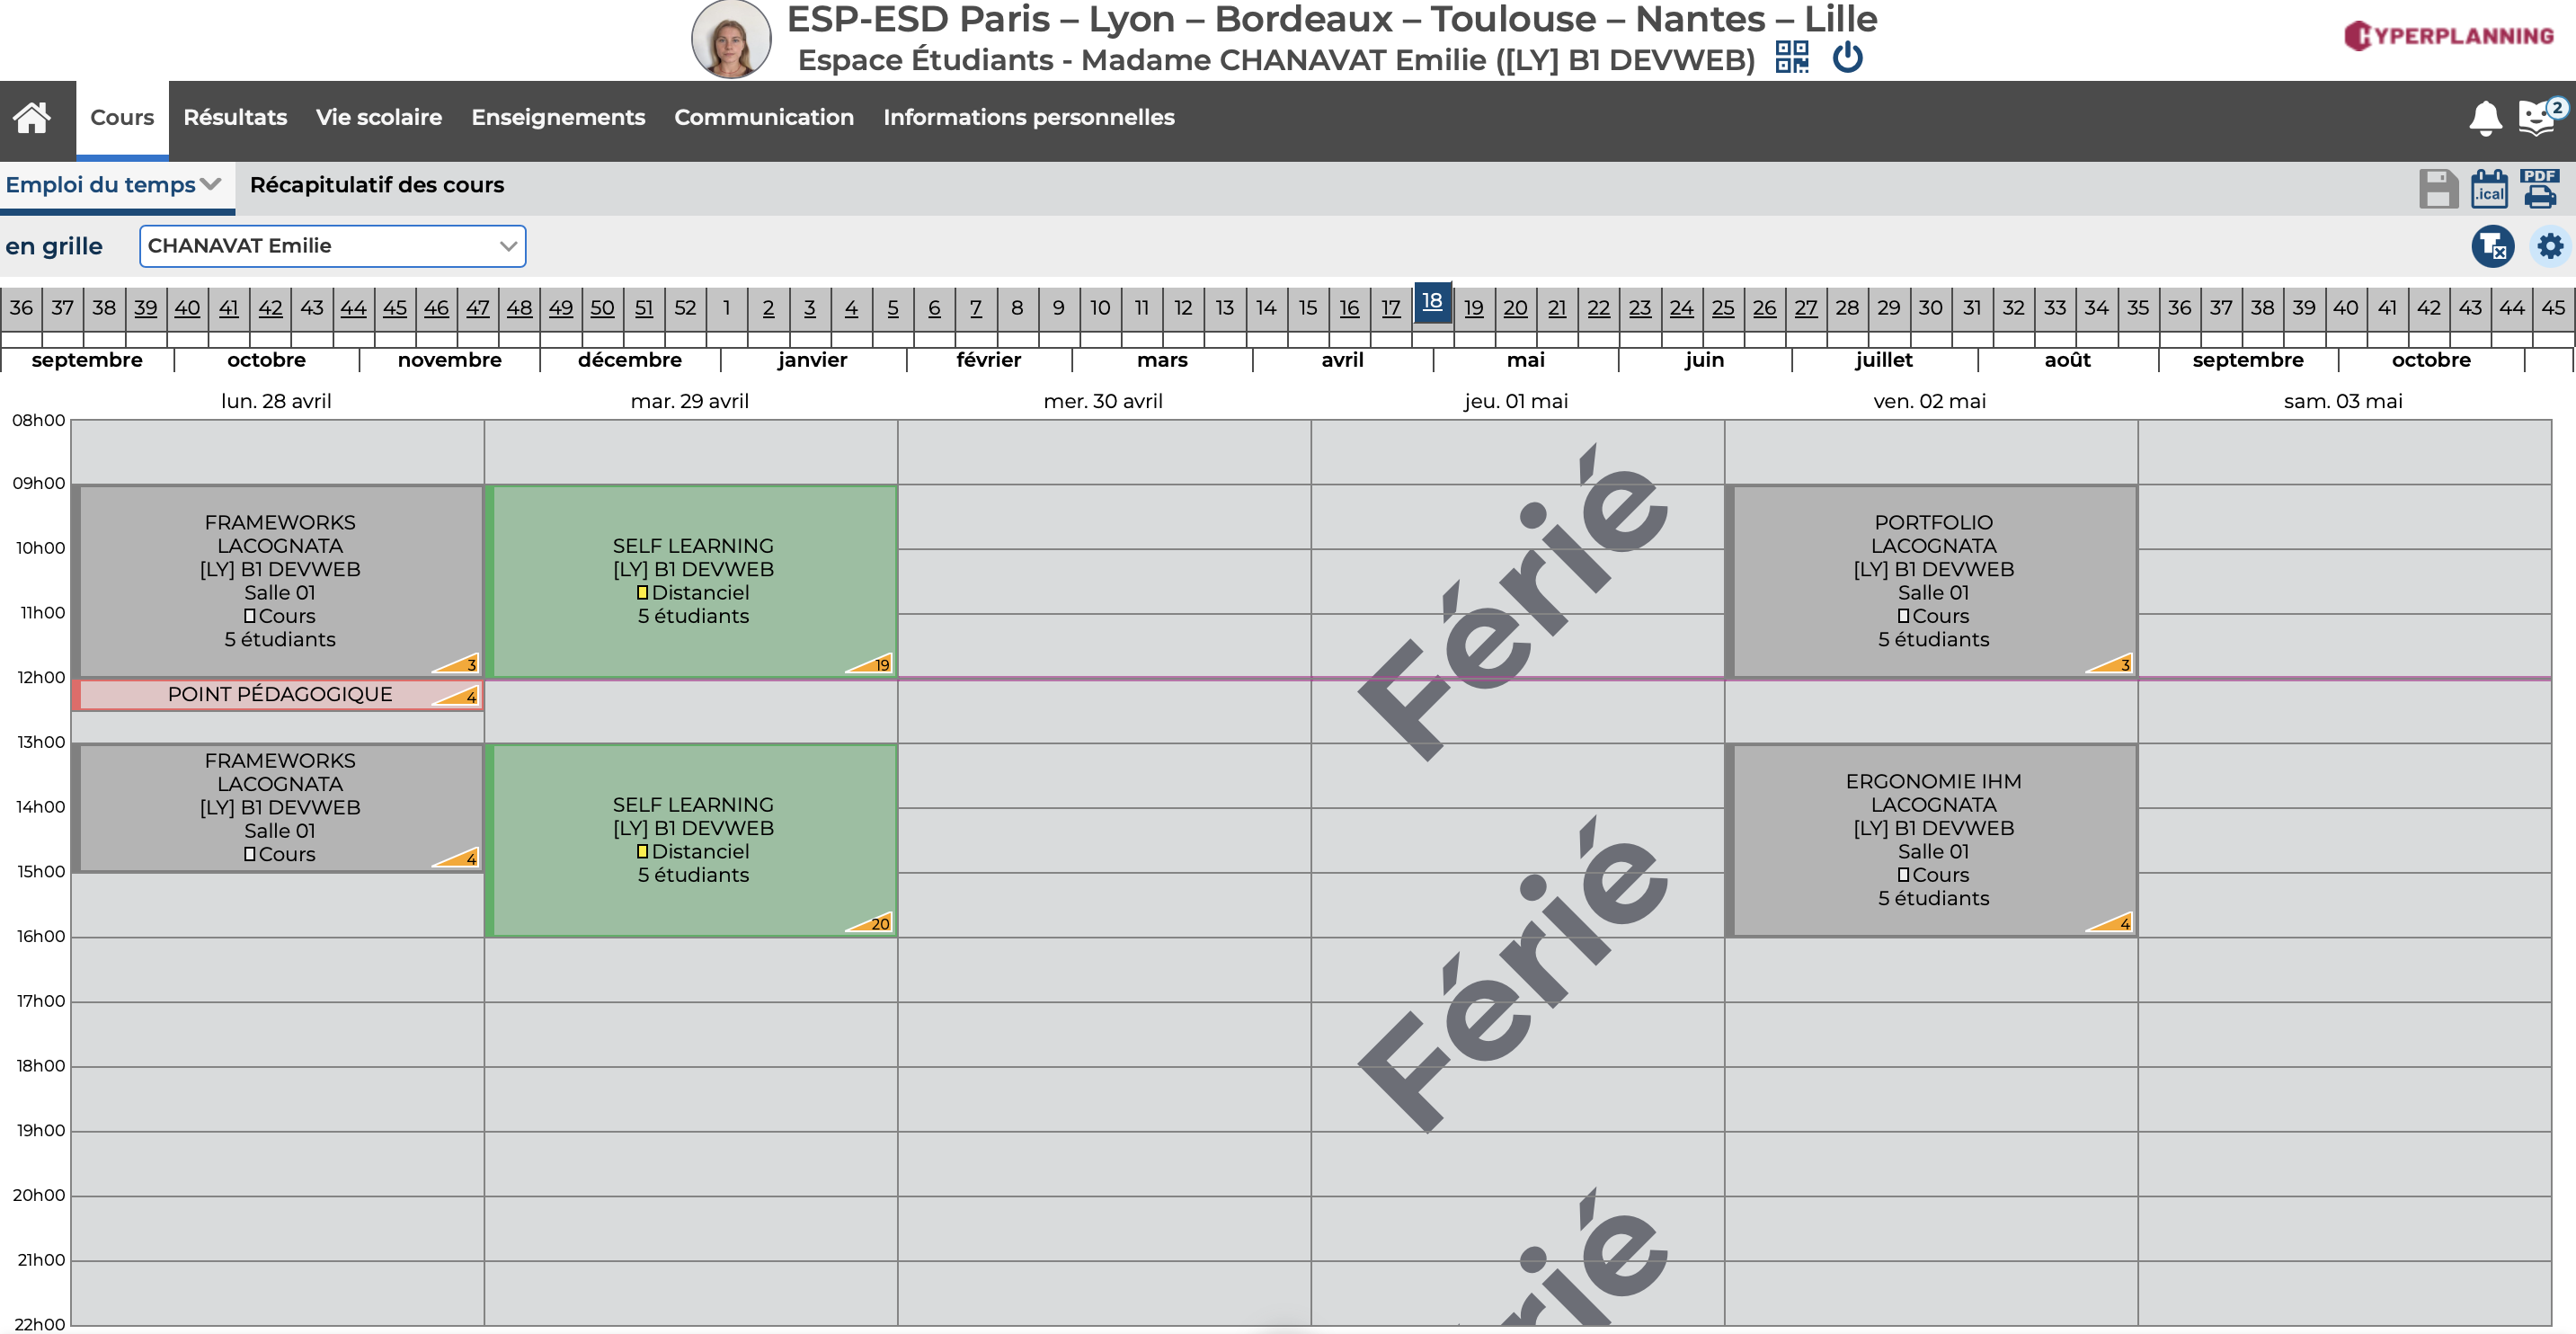 ESP-ESD Paris – Lyon – Bordeaux – Toulouse – Nantes – Lille
Espace Étudiants - Madame CHANAVAT Emilie ([LY] B1 DEVWEB)
HYPERPLANNING
Cours Résultats Vie scolaire Enseignements Communication Informations personnelles
2
Emploi du temps Récapitulatif des cours
.ical PDF
en grille CHANAVAT Emilie
T
36 37 38 39 40 41 42 43 44 45 46 47 48 49 50 51 52 1 2 3 4 5 6 7 8 9 10 11 12 13 14 15 16 17 18 19 20 21 22 23 24 25 26 27 28 29 30 31 32 33 34 35 36 37 38 39 40 41 42 43 44 45
septembre octobre novembre décembre janvier février mars avril mai juin juillet août septembre octobre
lun. 28 avril mar. 29 avril mer. 30 avril jeu. 01 mai ven. 02 mai sam. 03 mai
08h00
09h00
10h00
11h00
12h00
13h00
14h00
15h00
16h00
17h00
18h00
19h00
20h00
21h00
22h00
FRAMEWORKS
LACOGNATA
[LY] B1 DEVWEB
Salle 01
Cours
5 étudiants
3
POINT PÉDAGOGIQUE
4
FRAMEWORKS
LACOGNATA
[LY] B1 DEVWEB
Salle 01
Cours
4
SELF LEARNING
[LY] B1 DEVWEB
Distanciel
5 étudiants
19
SELF LEARNING
[LY] B1 DEVWEB
Distanciel
5 étudiants
20
Férié
Férié
rié
PORTFOLIO
LACOGNATA
[LY] B1 DEVWEB
Salle 01
Cours
5 étudiants
3
ERGONOMIE IHM
LACOGNATA
[LY] B1 DEVWEB
Salle 01
Cours
5 étudiants
4